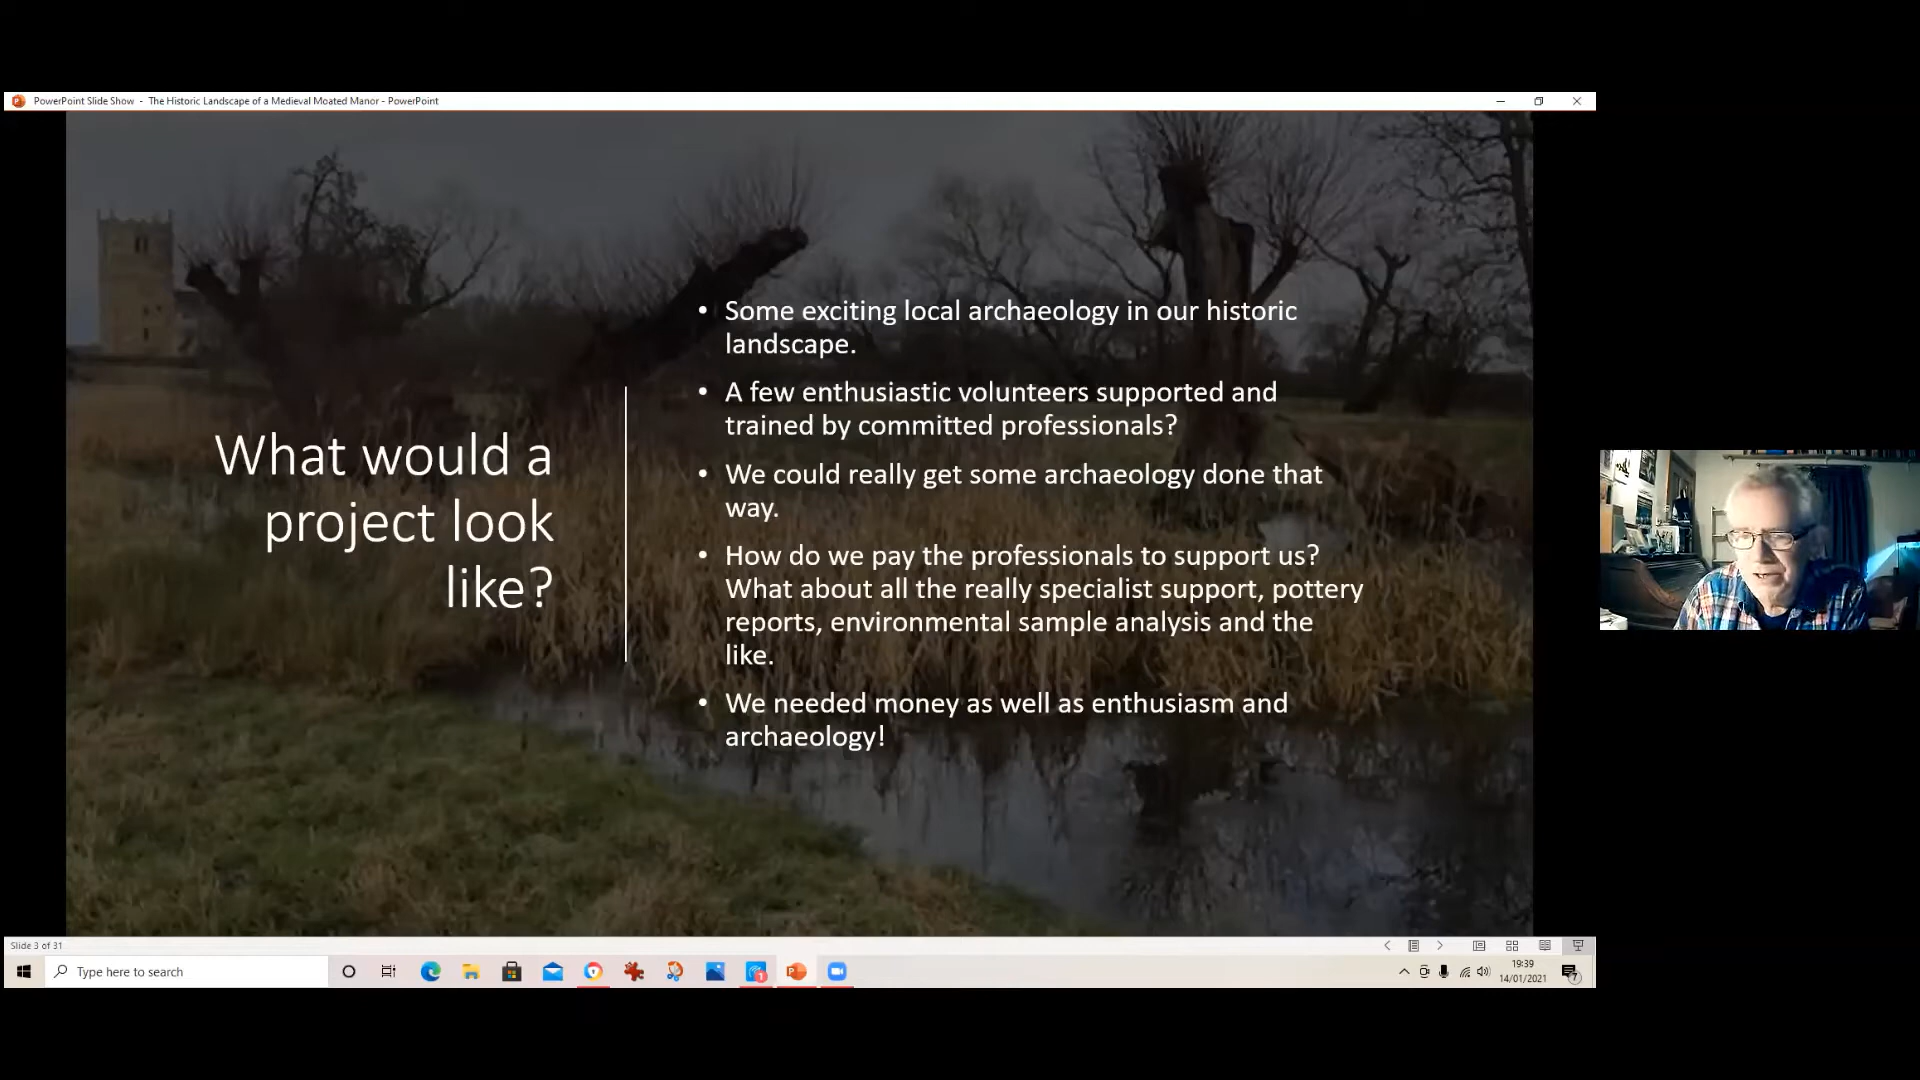 PowerPoint Slide Show - The Historic Landscape of a Medieval Moated Manor - PowerPoint
What would a
project look
like?
• Some exciting local archaeology in our historic
landscape.
• A few enthusiastic volunteers supported and
trained by committed professionals?
• We could really get some archaeology done that
way.
• How do we pay the professionals to support us?
What about all the really specialist support, pottery
reports, environmental sample analysis and the
like.
• We needed money as well as enthusiasm and
archaeology!
Slide 3 of 31
Type here to search
1
19:39
14/01/2021
7